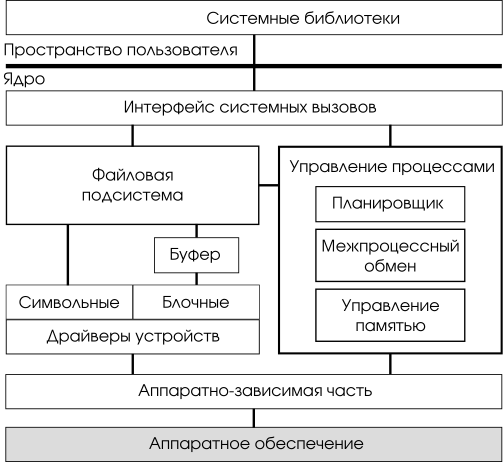 Системные библиотеки
Пространство пользователя
Ядро
Интерфейс системных вызовов
Файловая
подсистема
Буфер
Символьные
Блочные
Драйверы устройств
Управление процессами
Планировщик
Межпроцессный
обмен
Управление
памятью
Аппаратно-зависимая часть
Аппаратное обеспечение